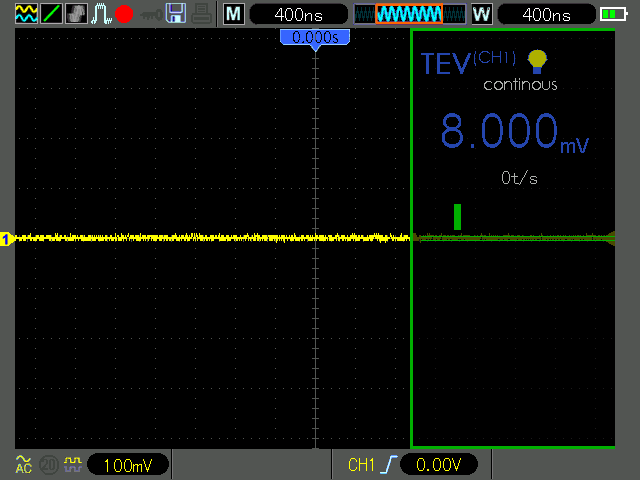 M 400ns W 400ns
0.000s
TEV(CH1)
continous
8.000mV
0t/s
1
AC 20 100mV CH1 0.00V